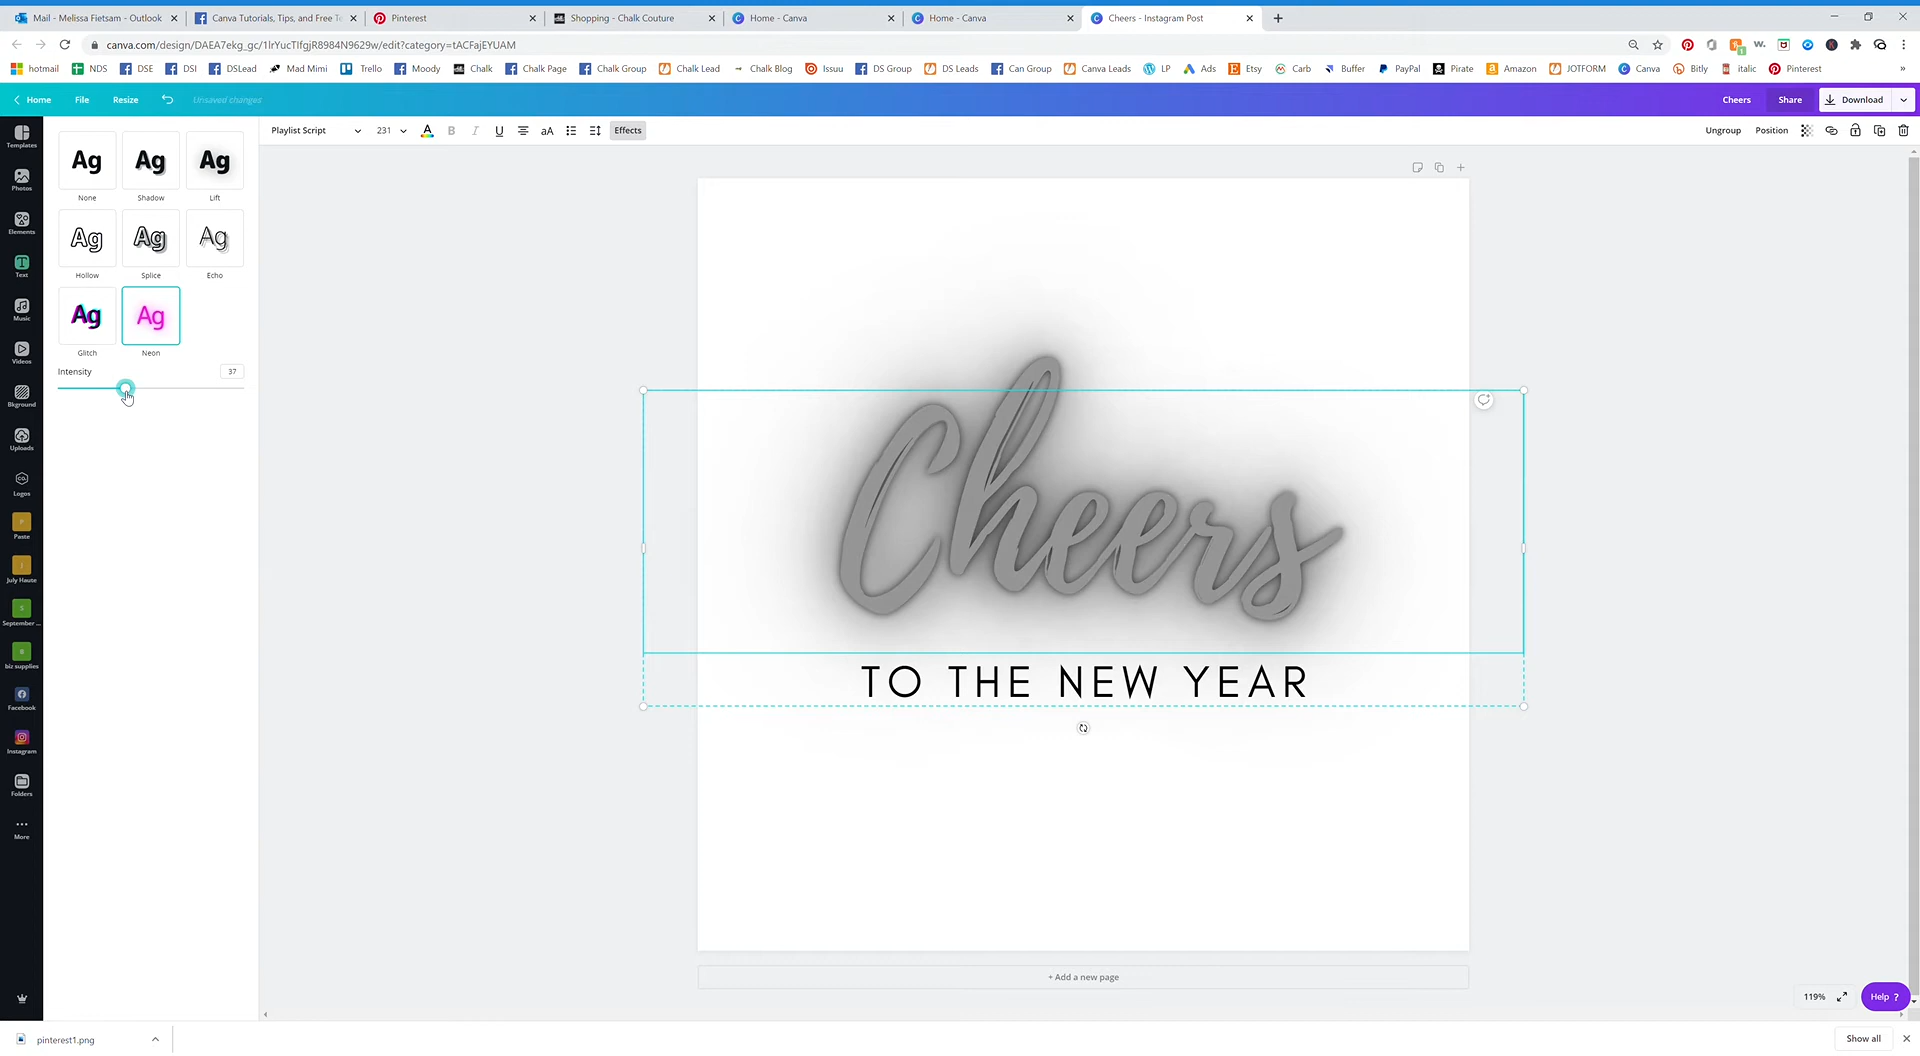 Mail - Melissa Fietsam - Outlook
Canva Tutorials, Tips, and Free Te
Pinterest
Shopping - Chalk Couture
Home - Canva
Home - Canva
Cheers - Instagram Post
canva.com/design/DAEA7ekg_gc/1lrYucTIfgjR8984N9629w/edit?category=tACFajEYUAM
hotmail NDS DSE DSI DSLead Mad Mimi Trello Moody Chalk Chalk Page Chalk Group Chalk Lead Chalk Blog Issuu DS Group DS Leads Can Group Canva Leads LP Ads Etsy Carb Buffer PayPal Pirate Amazon JOTFORM Canva Bitly italic Pinterest
Home File Resize Unsaved changes Cheers Share Download
Playlist Script 231 A B I U aA Effects Ungroup Position
Templates
Photos
Elements
Text
Music
Videos
Bkground
Uploads
Logos
Paste
July Haute
September ...
biz supplies
Facebook
Instagram
Folders
More
Ag Ag Ag
None Shadow Lift
Ag Ag Ag
Hollow Splice Echo
Ag Ag
Glitch Neon
Intensity 37
Cheers
TO THE NEW YEAR
+ Add a new page
119% Help ?
pinterest1.png Show all